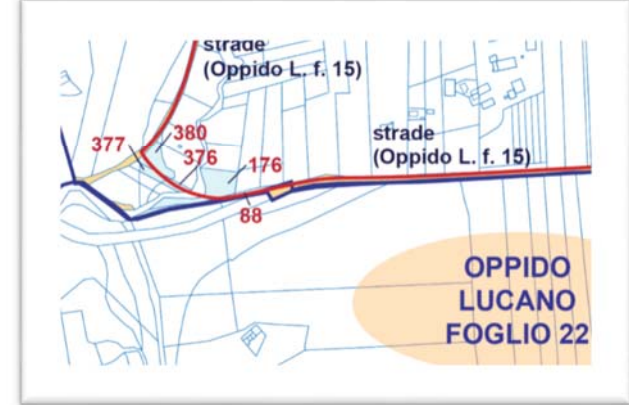 strade
(Oppido L. f. 15)
strade
(Oppido L. f. 15)
377
380
376
176
88
OPPIDO
LUCANO
FOGLIO 22